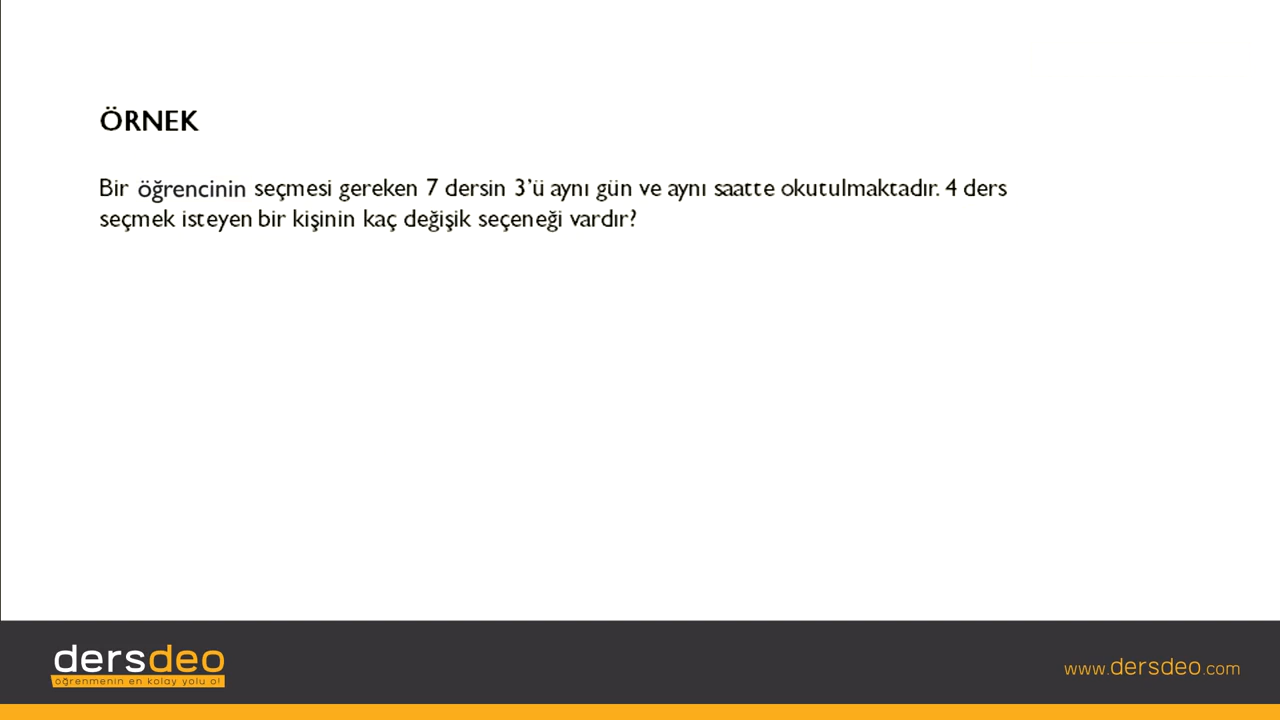 ÖRNEK
Bir öğrencinin seçmesi gereken 7 dersin 3'ü aynı gün ve aynı saatte okutulmaktadır. 4 ders
seçmek isteyen bir kişinin kaç değişik seçeneği vardır?
dersdeo
öğrenmenin en kolay yolu o!
www.dersdeo.com